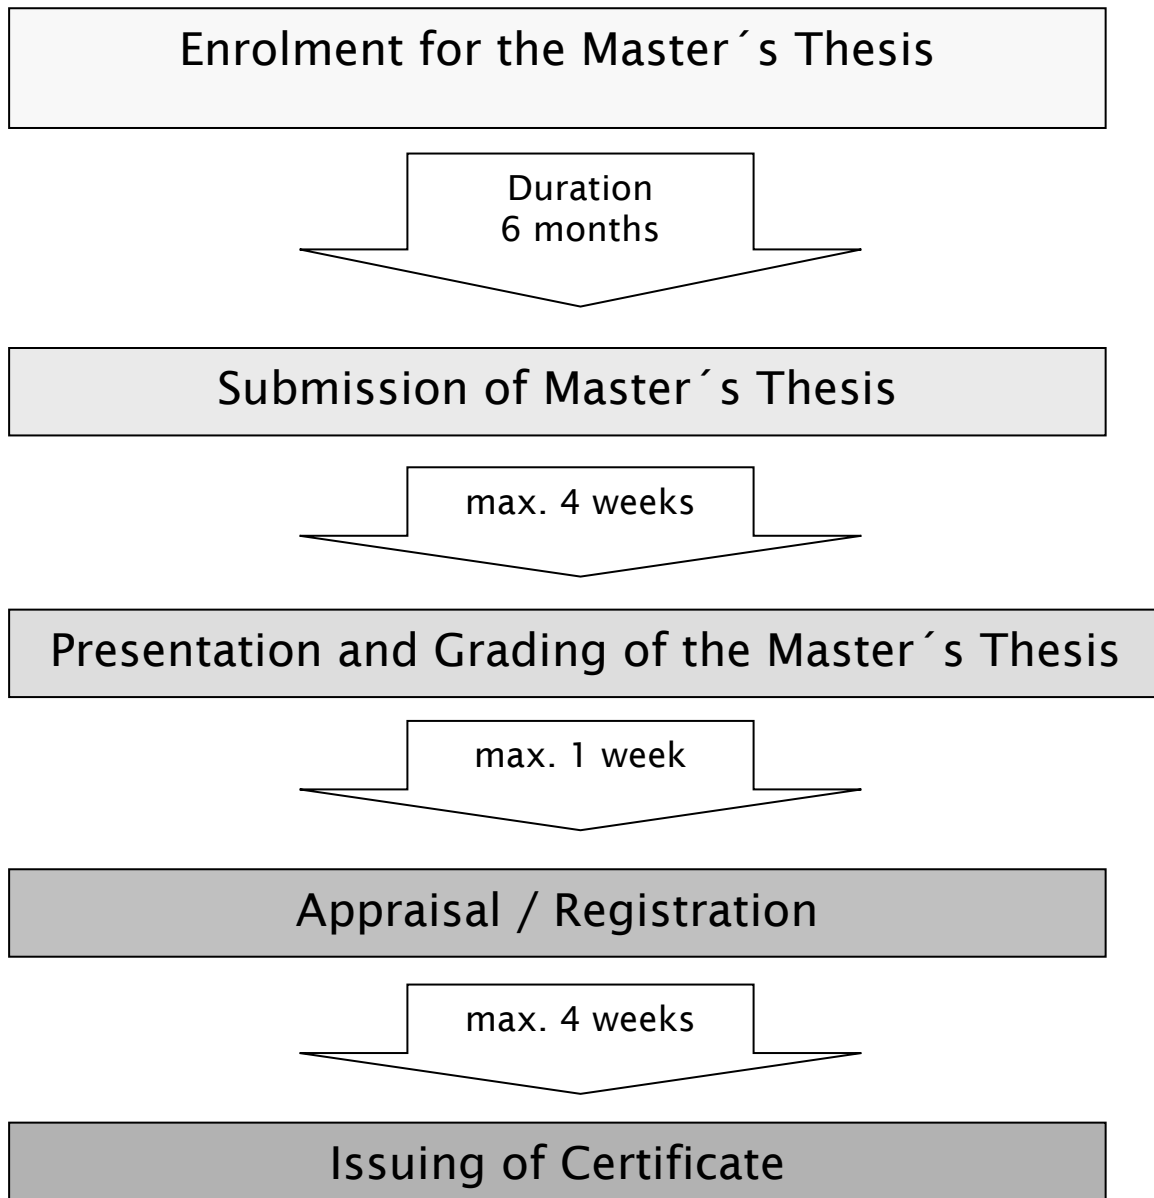 Enrolment for the Master´s Thesis
Duration
6 months
Submission of Master´s Thesis
max. 4 weeks
Presentation and Grading of the Master´s Thesis
max. 1 week
Appraisal / Registration
max. 4 weeks
Issuing of Certificate